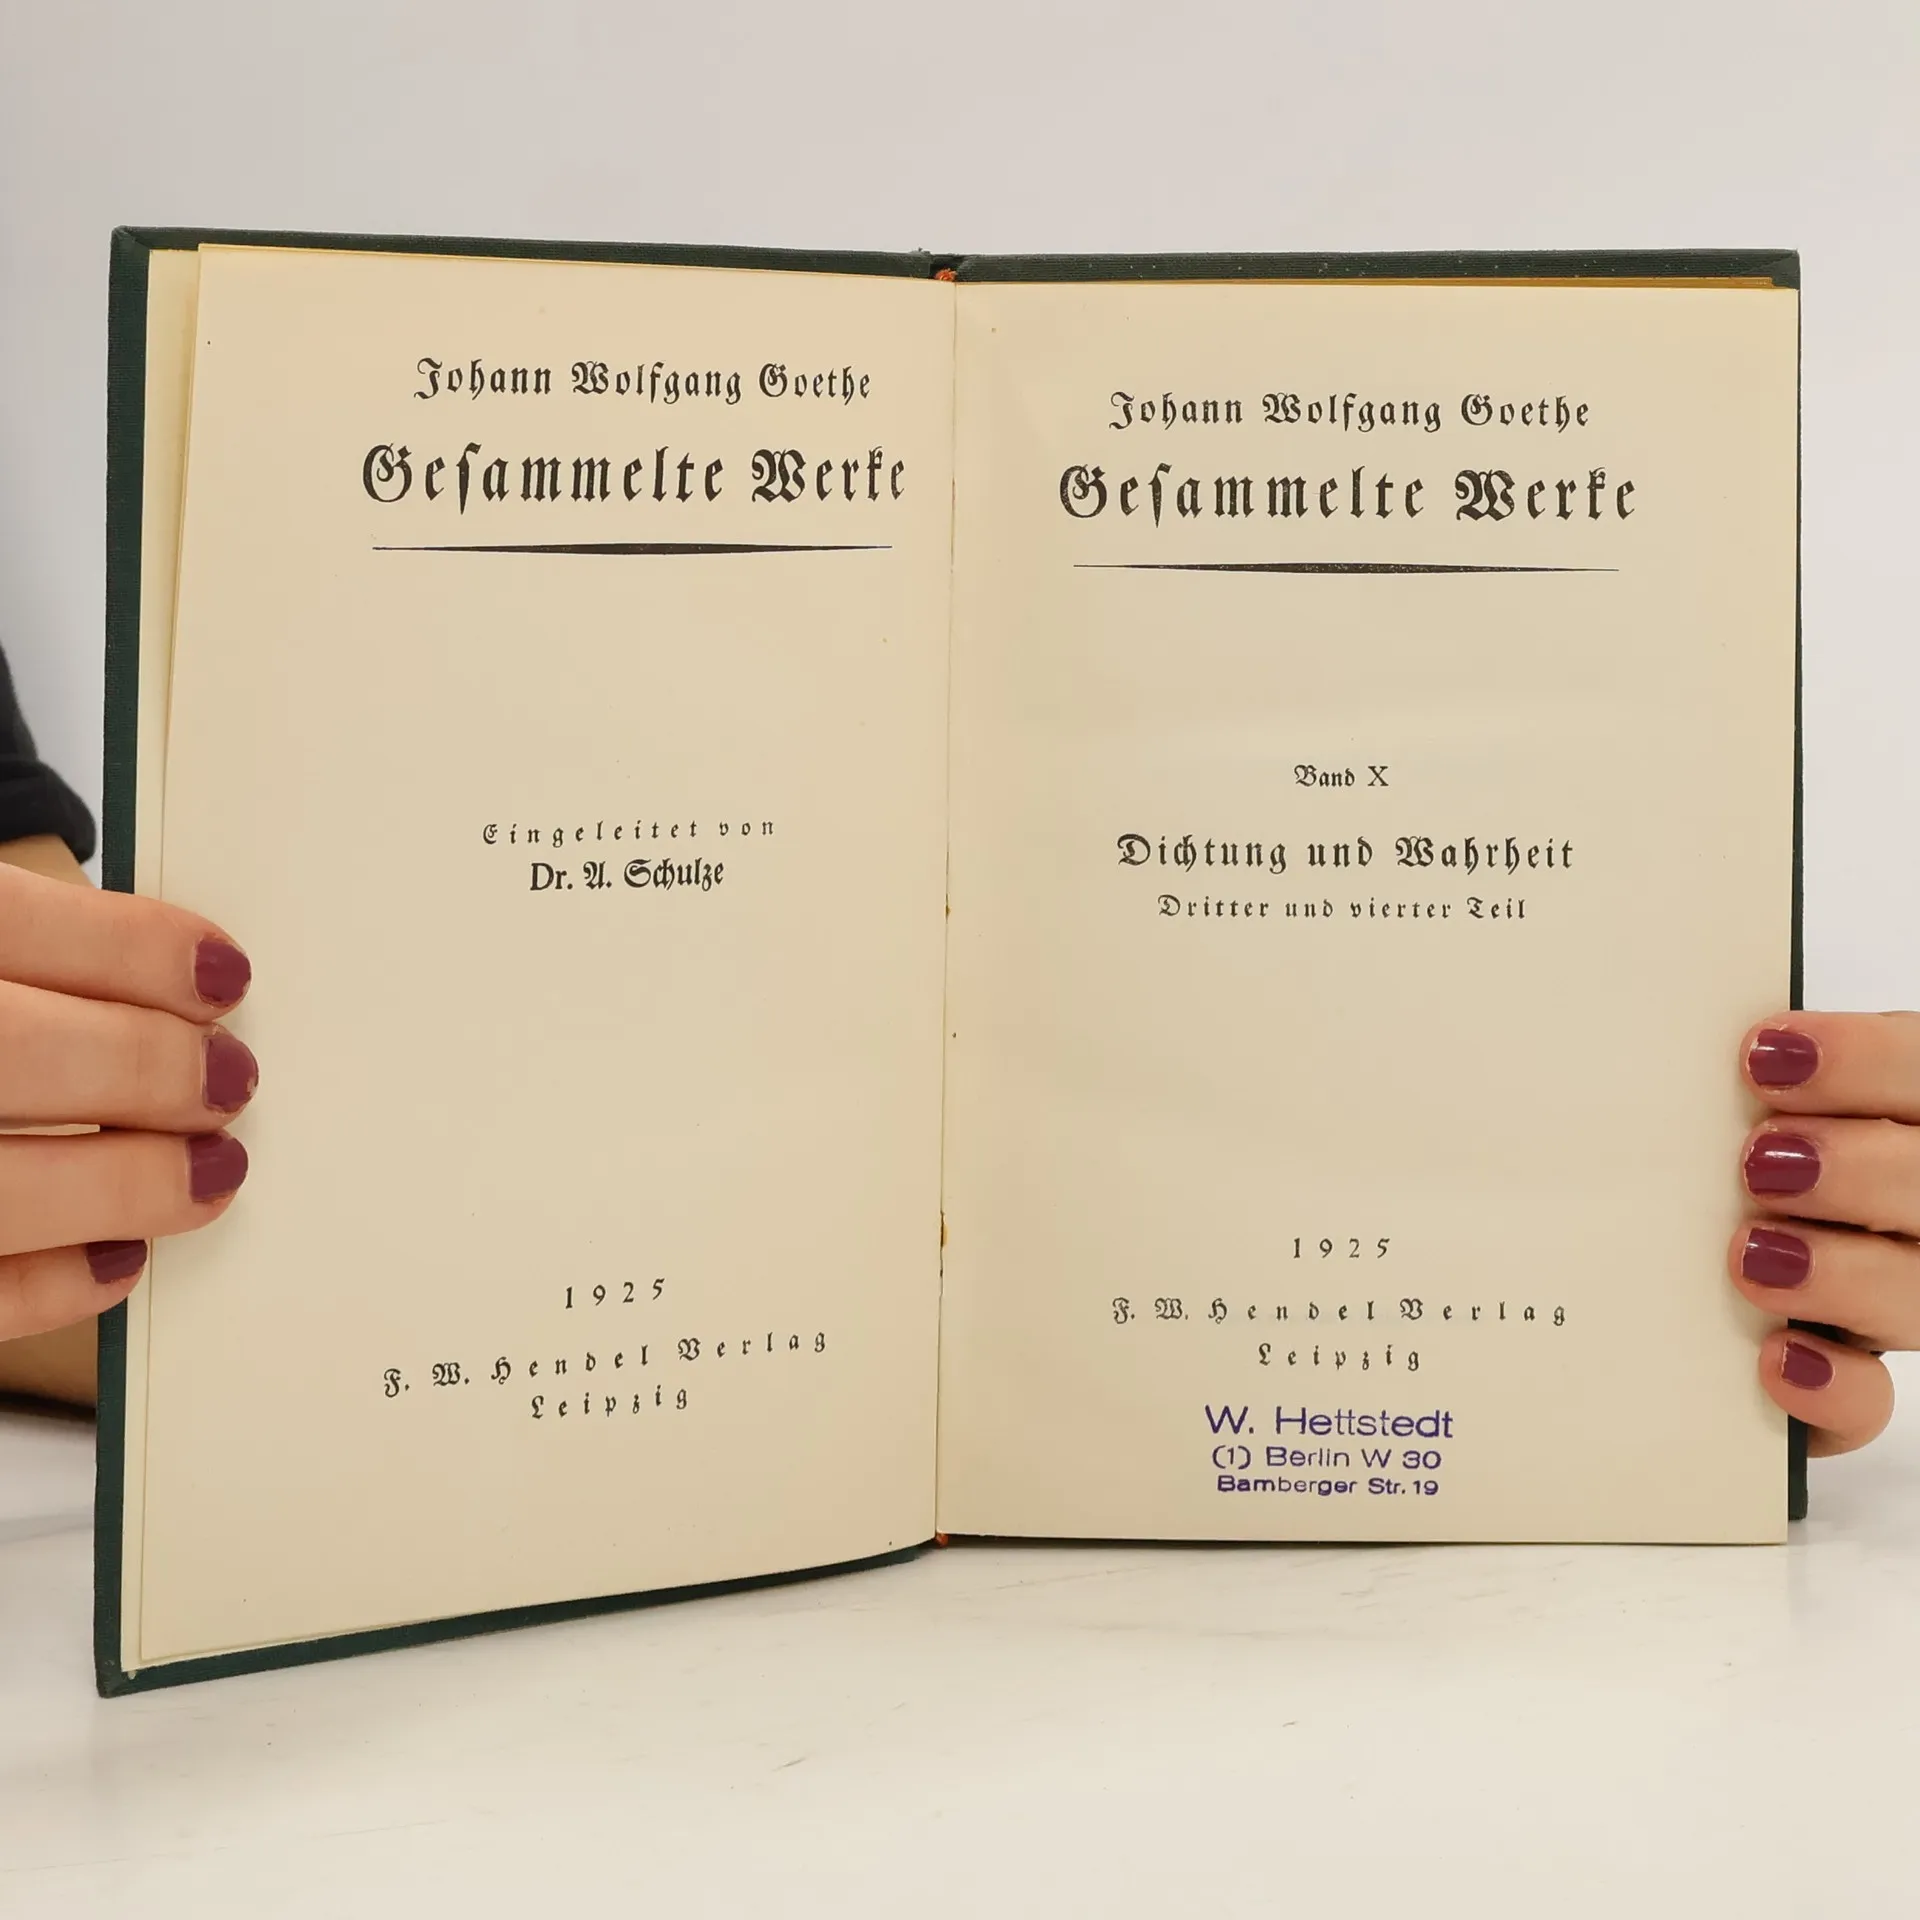 Johann Wolfgang Goethe
Geſammelte Werke
Eingeleitet von
Dr. A. Schulze
1925
F. W. Hendel Verlag
Leipzig
Johann Wolfgang Goethe
Geſammelte Werke
Band X
Dichtung und Wahrheit
Dritter und vierter Teil
1925
F. W. Hendel Verlag
Leipzig
W. Hettstedt
(1) Berlin W 30
Bamberger Str. 19